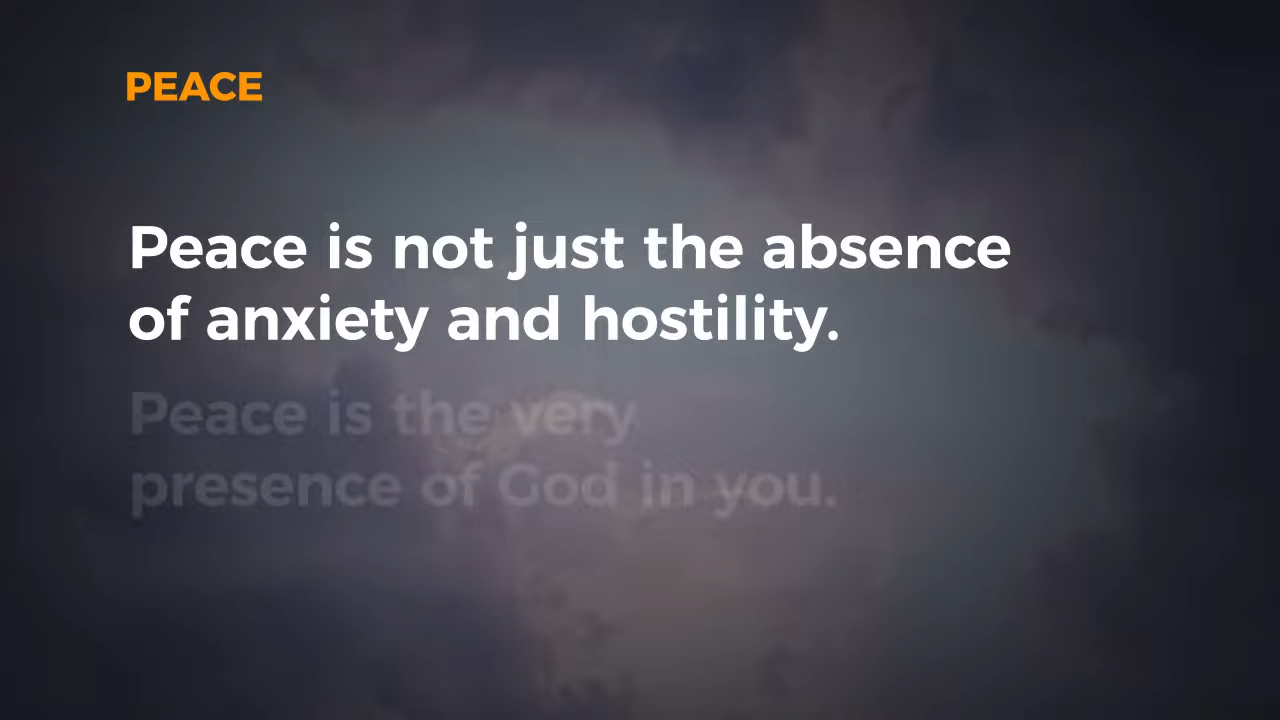 PEACE
Peace is not just the absence
of anxiety and hostility.
Peace is the very
presence of God in you.